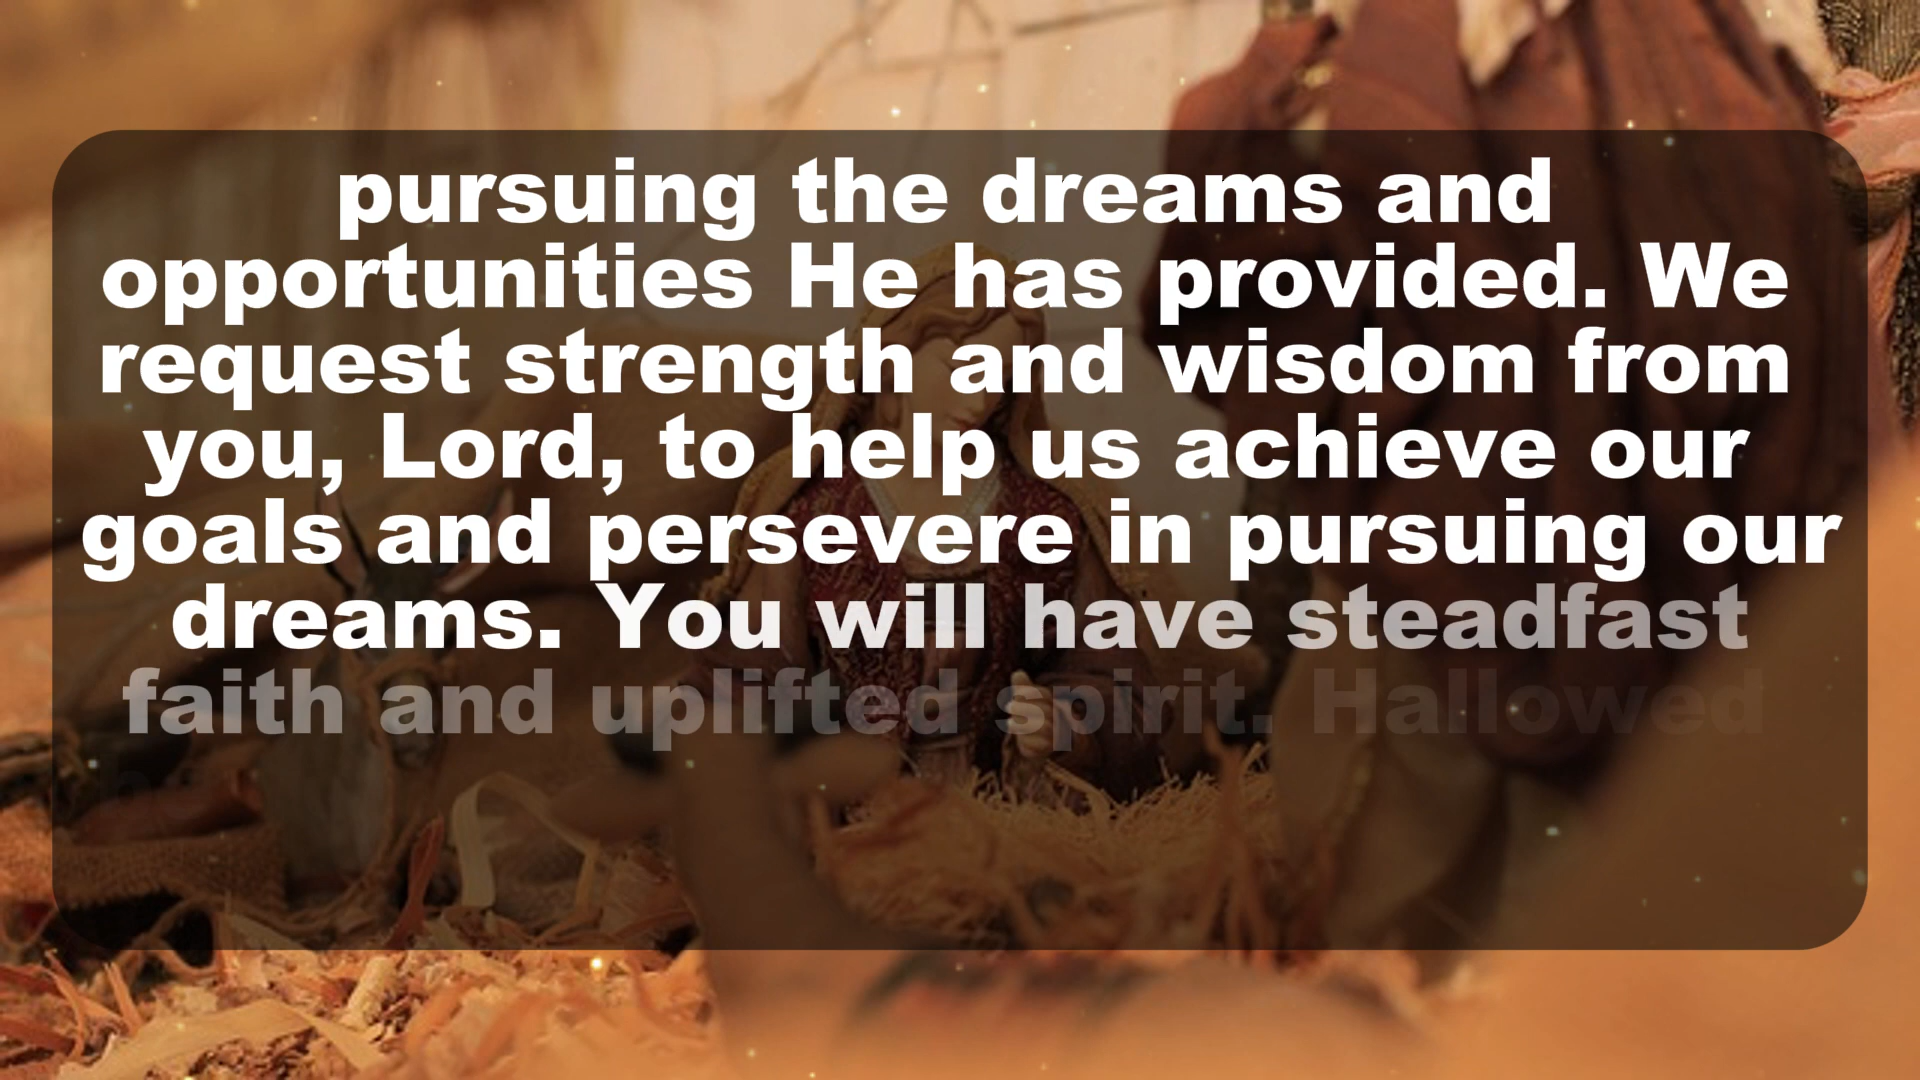 pursuing the dreams and
opportunities He has provided. We
request strength and wisdom from
you, Lord, to help us achieve our
goals and persevere in pursuing our
dreams. You will have steadfast
faith and uplifted spirit. Hallowed